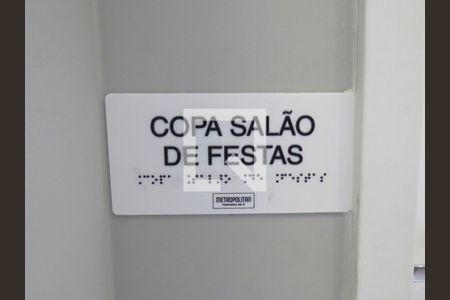 COPA SALÃO
DE FESTAS
METROPOLITAN